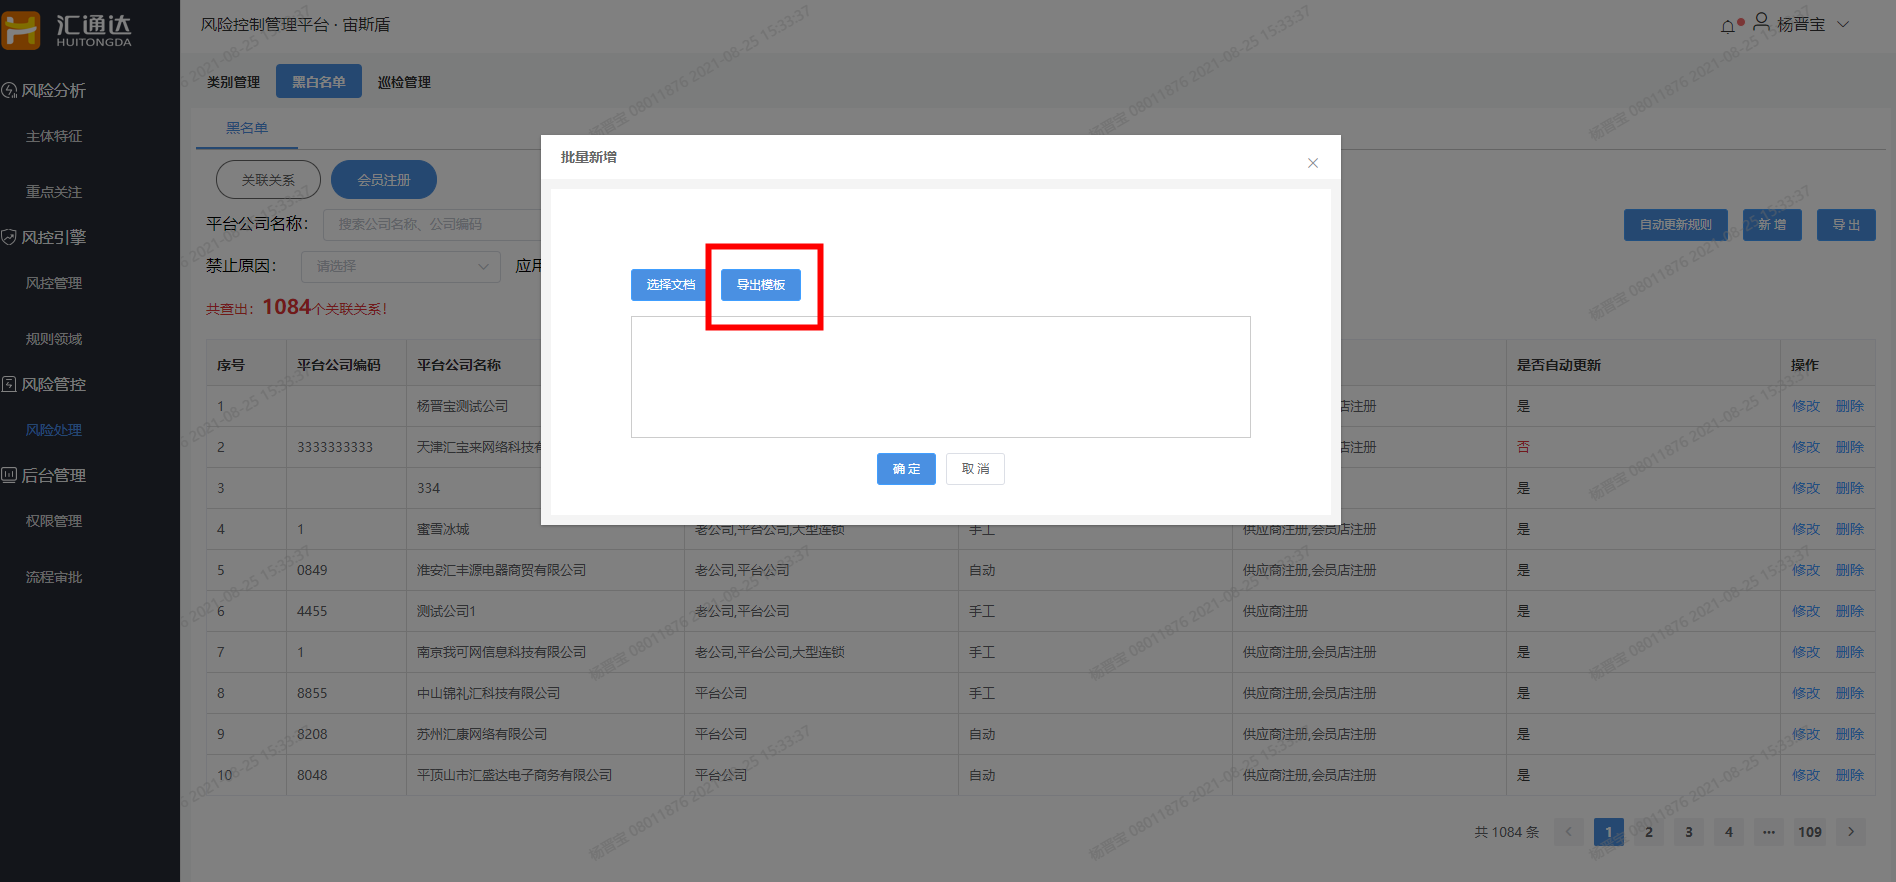 汇通达
HUITONGDA
风险控制管理平台 · 宙斯盾
杨晋宝
风险分析
主体特征
重点关注
风控引擎
风控管理
规则领域
风险管控
风险处理
后台管理
权限管理
流程审批
类别管理 黑白名单 巡检管理
黑名单
关联关系 会员注册
平台公司名称： 搜索公司名称、公司编码
自动更新规则 新 增 导 出
禁止原因： 请选择 应用
共查出：1084个关联关系！
批量新增
选择文档 导出模板
确 定 取 消
序号 平台公司编码 平台公司名称 是否自动更新 操作
1 杨晋宝测试公司 店注册 是 修改 删除
2 3333333333 天津汇宝来网络科技有 店注册 否 修改 删除
3 334 是 修改 删除
4 1 蜜雪冰城 老公司,平台公司,大型连锁 手工 供应商注册,会员店注册 是 修改 删除
5 0849 淮安汇丰源电器商贸有限公司 老公司,平台公司 自动 供应商注册,会员店注册 是 修改 删除
6 4455 测试公司1 老公司,平台公司 手工 供应商注册 是 修改 删除
7 1 南京我可网信息科技有限公司 老公司,平台公司,大型连锁 手工 供应商注册,会员店注册 是 修改 删除
8 8855 中山锦礼汇科技有限公司 平台公司 手工 供应商注册,会员店注册 是 修改 删除
9 8208 苏州汇康网络有限公司 平台公司 自动 供应商注册,会员店注册 是 修改 删除
10 8048 平顶山市汇盛达电子商务有限公司 平台公司 自动 供应商注册,会员店注册 是 修改 删除
共 1084 条 1 2 3 4 ··· 109
杨晋宝 08011876 2021-08-25 15:33:37